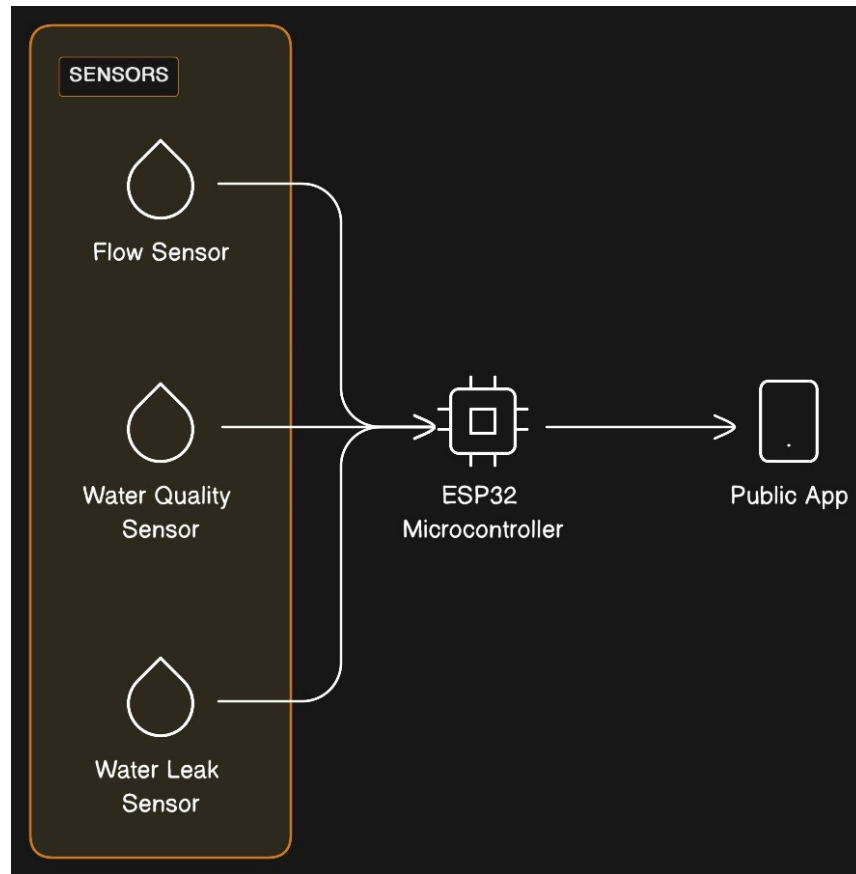 SENSORS
Flow Sensor
Water Quality
Sensor
ESP32
Microcontroller
Public App
Water Leak
Sensor